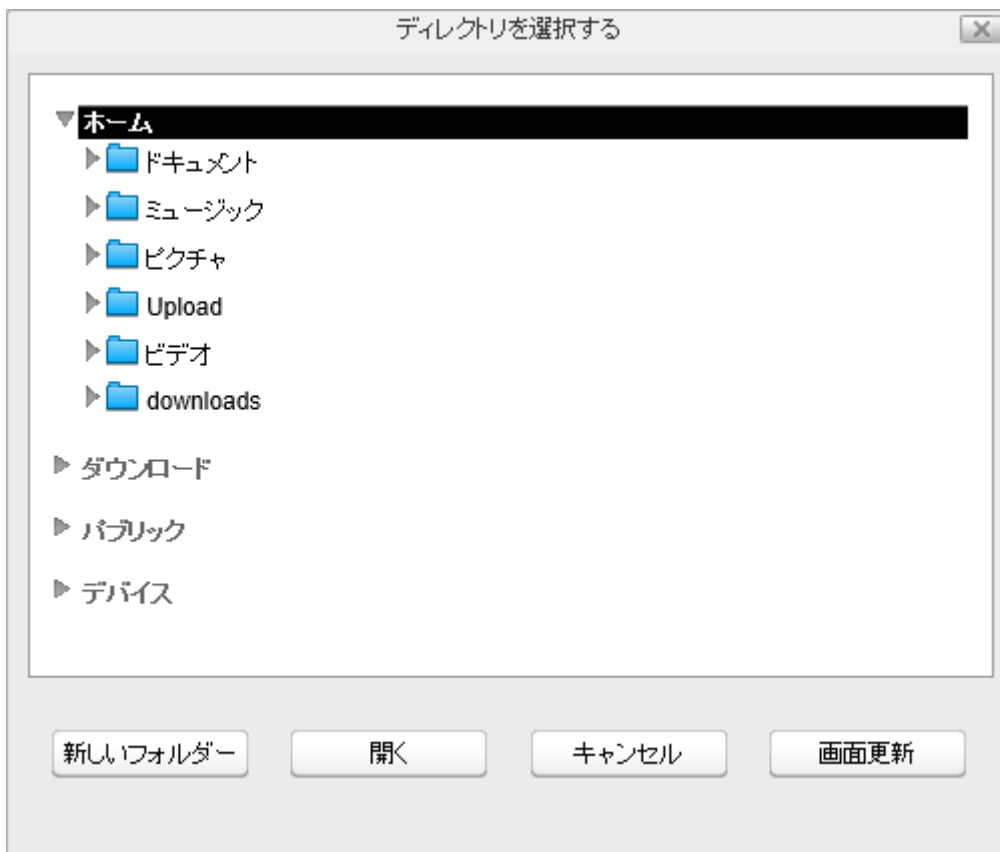 ディレクトリを選択する
ホーム
ドキュメント
ミュージック
ピクチャ
Upload
ビデオ
downloads
ダウンロード
パブリック
デバイス
新しいフォルダー
開く
キャンセル
画面更新